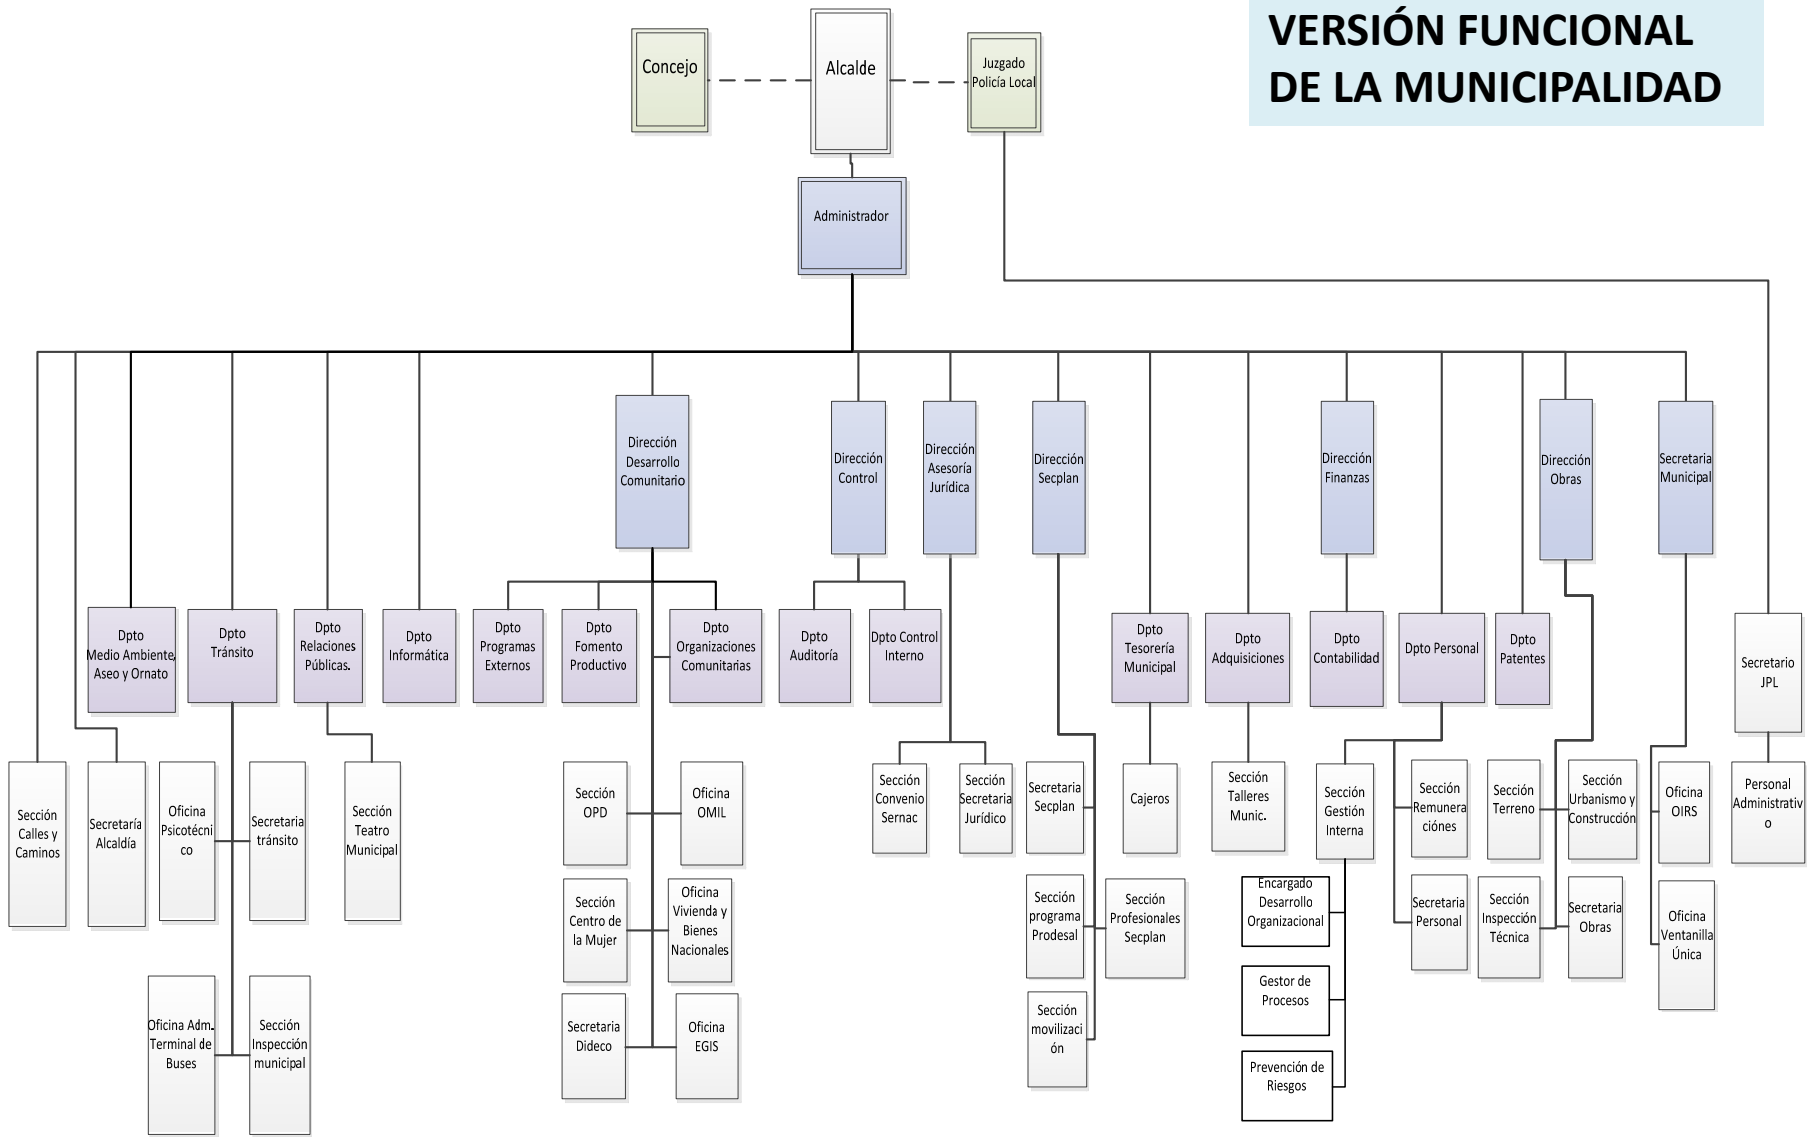 VERSIÓN FUNCIONAL
DE LA MUNICIPALIDAD
Concejo
Alcalde
Juzgado
Policía Local
Administrador
Dirección
Desarrollo
Comunitario
Dirección
Control
Dirección
Asesoría
Jurídica
Dirección
Secplan
Dirección
Finanzas
Dirección
Obras
Secretaria
Municipal
Dpto
Medio Ambiente,
Aseo y Ornato
Dpto
Tránsito
Dpto
Relaciones
Públicas.
Dpto
Informática
Dpto
Programas
Externos
Dpto
Fomento
Productivo
Dpto
Organizaciones
Comunitarias
Dpto
Auditoría
Dpto Control
Interno
Dpto
Tesorería
Municipal
Dpto
Adquisiciones
Dpto
Contabilidad
Dpto Personal
Dpto
Patentes
Secretario
JPL
Sección
Calles y
Caminos
Secretaría
Alcaldía
Oficina
Psicotécni
co
Secretaria
tránsito
Sección
Teatro
Municipal
Sección
OPD
Oficina
OMIL
Sección
Convenio
Sernac
Sección
Secretaria
Jurídico
Secretaria
Secplan
Cajeros
Sección
Talleres
Munic.
Sección
Gestión
Interna
Sección
Remunera
ciónes
Sección
Terreno
Sección
Urbanismo y
Construcción
Oficina
OIRS
Personal
Administrativ
o
Sección
Centro de
la Mujer
Oficina
Vivienda y
Bienes
Nacionales
Sección
programa
Prodesal
Sección
Profesionales
Secplan
Encargado
Desarrollo
Organizacional
Secretaria
Personal
Sección
Inspección
Técnica
Secretaria
Obras
Oficina
Ventanilla
Única
Oficina Adm.
Terminal de
Buses
Sección
Inspección
municipal
Secretaria
Dideco
Oficina
EGIS
Sección
movilizaci
ón
Gestor de
Procesos
Prevención de
Riesgos